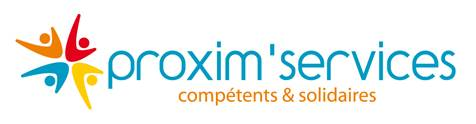 proxim'services
compétents & solidaires